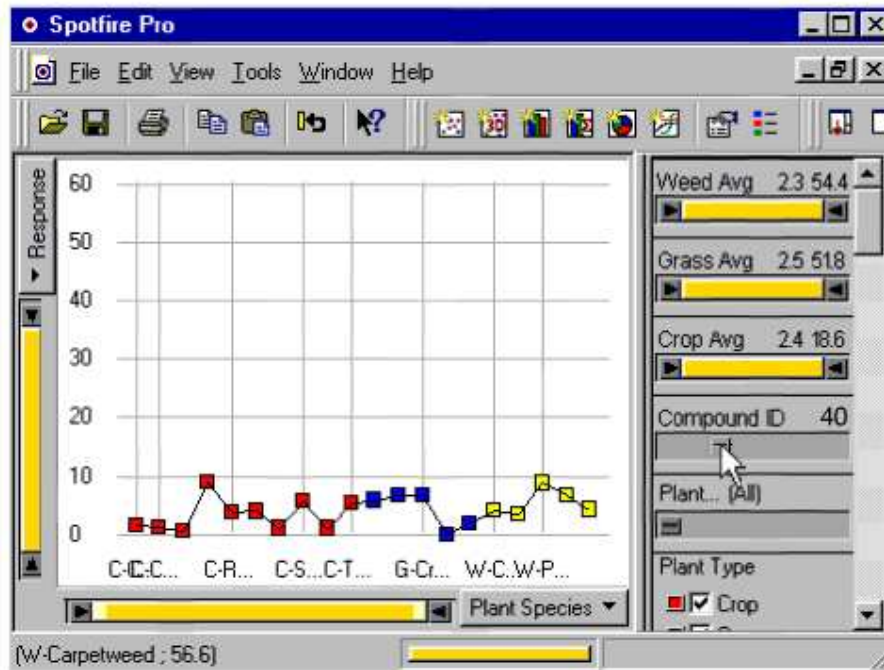 Spotfire Pro
File Edit View Tools Window Help
Response
60
50
40
30
20
10
0
C-C... C-R... C-S... C-T... G-Cr... W-C.. W-P...
Plant Species
Weed Avg 2.3 54.4
Grass Avg 2.5 51.8
Crop Avg 2.4 18.6
Compound ID 40
Plant... (All)
Plant Type
Crop
(W-Carpetweed ; 56.6)